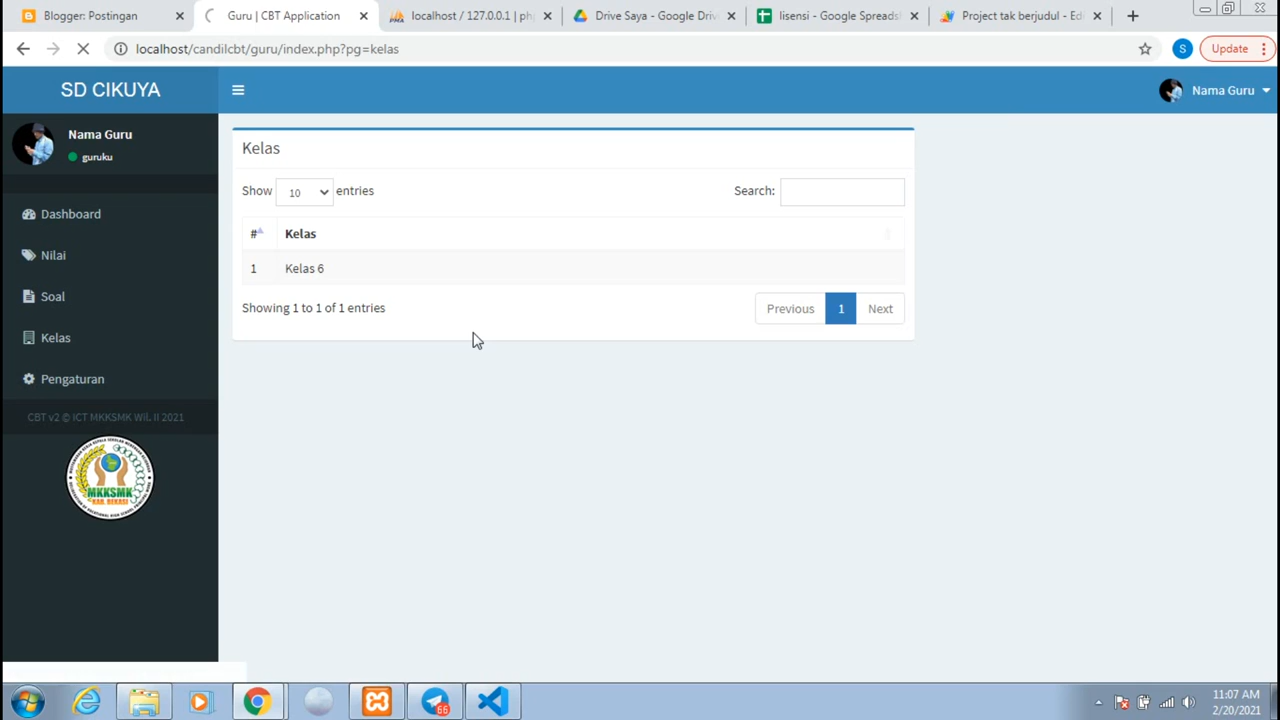 Blogger: Postingan
Guru | CBT Application
localhost / 127.0.0.1 | ph
Drive Saya - Google Driv
lisensi - Google Spreads
Project tak berjudul - Ed
localhost/candilcbt/guru/index.php?pg=kelas
S
Update
SD CIKUYA
Nama Guru
Nama Guru
guruku
Dashboard
Nilai
Soal
Kelas
Pengaturan
CBT v2 © ICT MKKSMK Wil. II 2021
MKKSMK
KAB. BEKASI
Kelas
Show 10 entries
Search:
# Kelas
1 Kelas 6
Showing 1 to 1 of 1 entries
Previous 1 Next
66
11:07 AM
2/20/2021